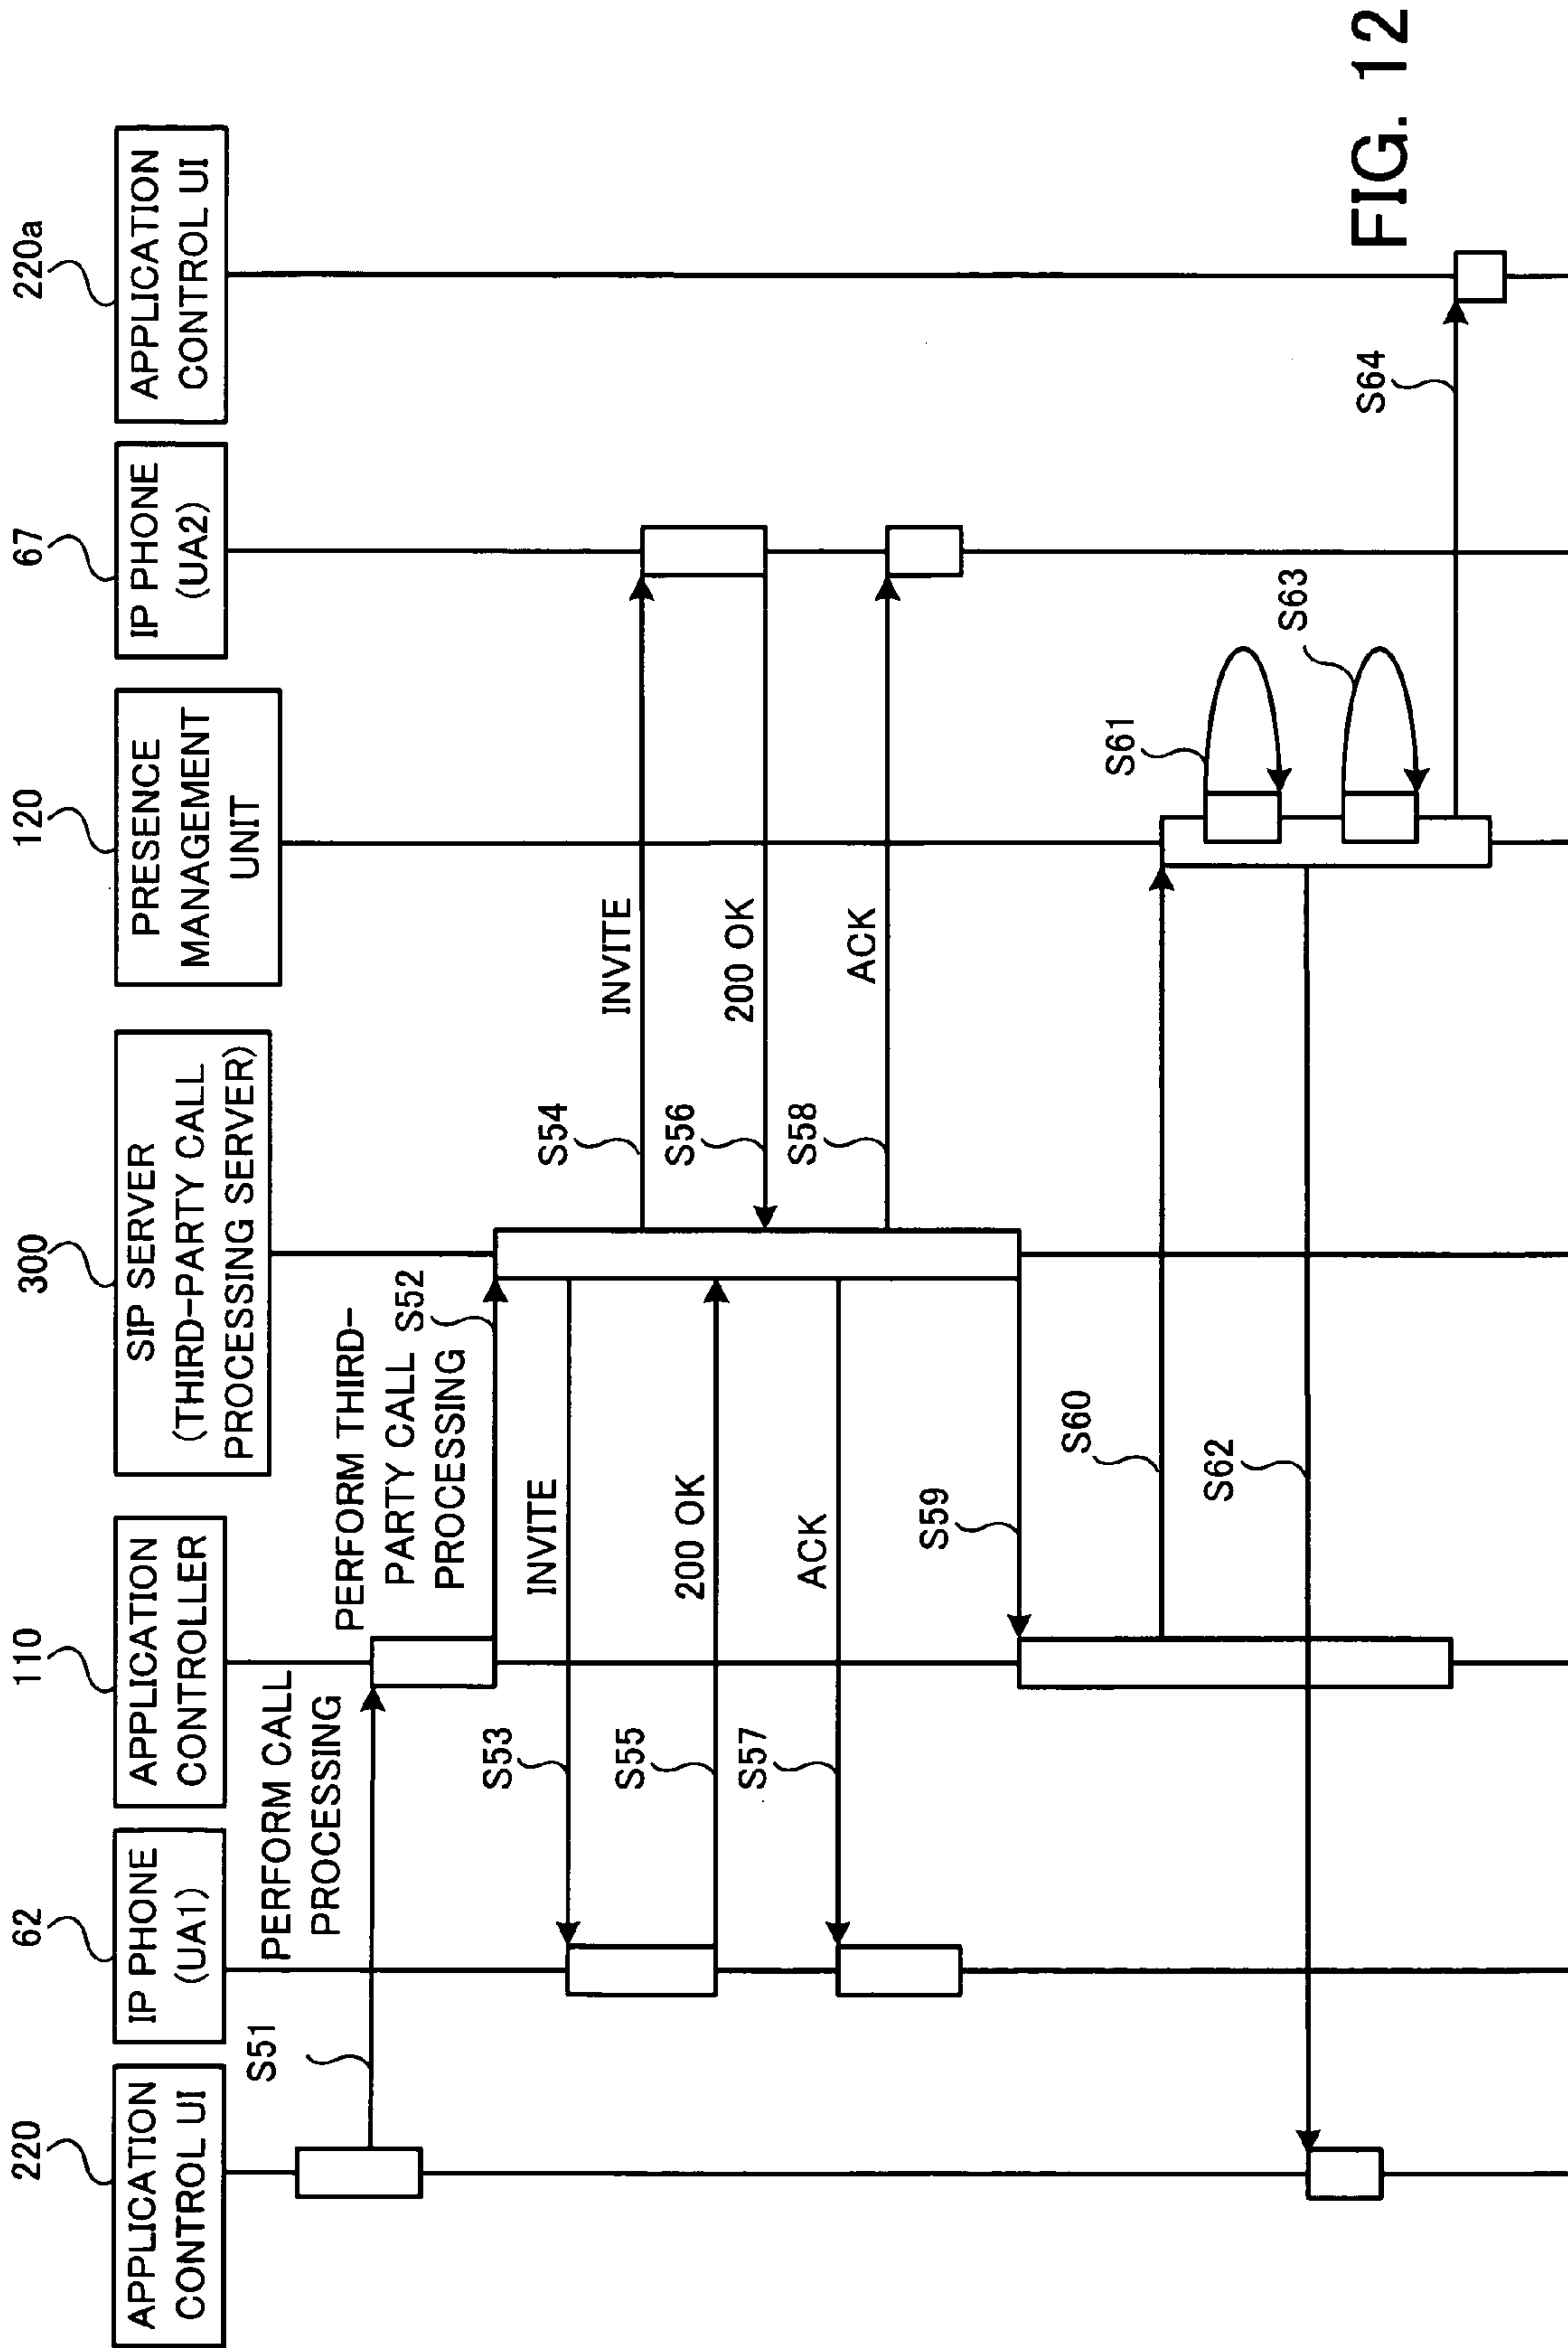 220
APPLICATION
CONTROL UI
62
IP PHONE
(UA1)
110
APPLICATION
CONTROLLER
300
SIP SERVER
(THIRD-PARTY CALL
PROCESSING SERVER)
120
PRESENCE
MANAGEMENT
UNIT
67
IP PHONE
(UA2)
220a
APPLICATION
CONTROL UI
S51
PERFORM CALL
PROCESSING
PERFORM THIRD-
PARTY CALL
PROCESSING
S52
S53
INVITE
S54
INVITE
S55
200 OK
S56
200 OK
S57
ACK
S58
ACK
S59
S60
S61
S62
S63
S64
FIG. 12